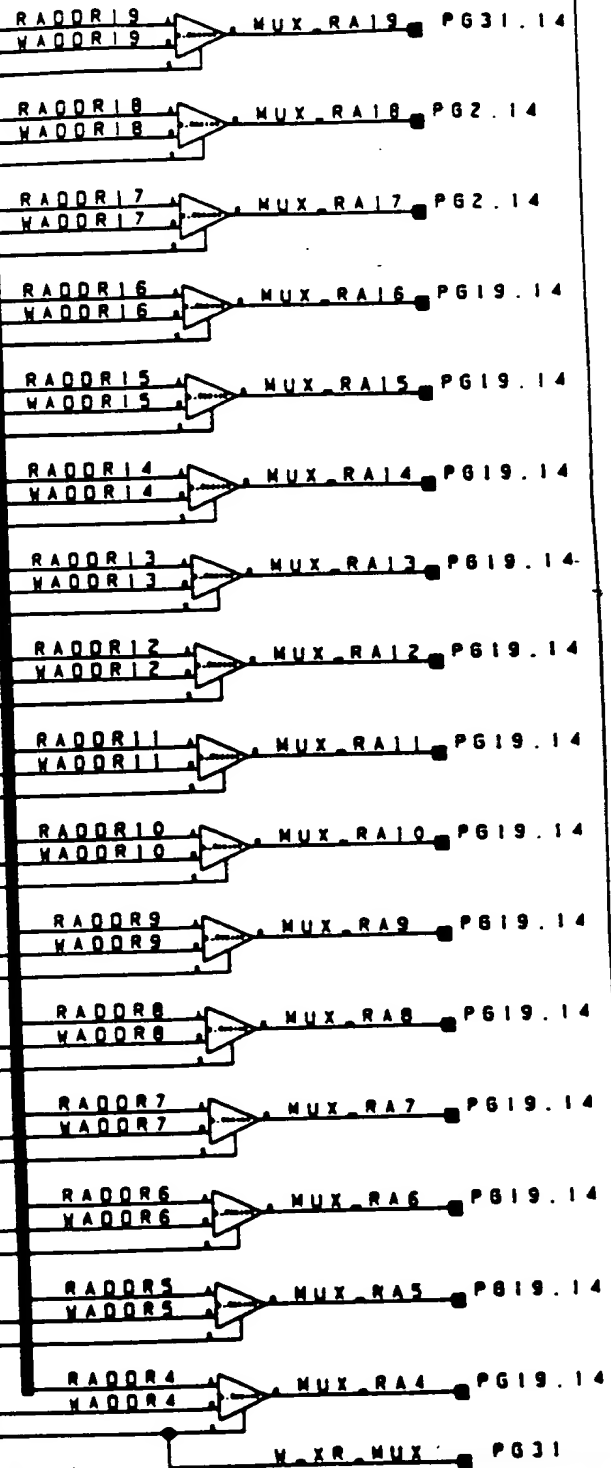 RADDR19 MUX_RA19 PG31.14
WADDR19
RADDR18 MUX_RA18 PG2.14
WADDR18
RADDR17 MUX_RA17 PG2.14
WADDR17
RADDR16 MUX_RA16 PG19.14
WADDR16
RADDR15 MUX_RA15 PG19.14
WADDR15
RADDR14 MUX_RA14 PG19.14
WADDR14
RADDR13 MUX_RA13 PG19.14
WADDR13
RADDR12 MUX_RA12 PG19.14
WADDR12
RADDR11 MUX_RA11 PG19.14
WADDR11
RADDR10 MUX_RA10 PG19.14
WADDR10
RADDR9 MUX_RA9 PG19.14
WADDR9
RADDR8 MUX_RA8 PG19.14
WADDR8
RADDR7 MUX_RA7 PG19.14
WADDR7
RADDR6 MUX_RA6 PG19.14
WADDR6
RADDR5 MUX_RA5 PG19.14
WADDR5
RADDR4 MUX_RA4 PG19.14
WADDR4
W_XR_MUX PG31